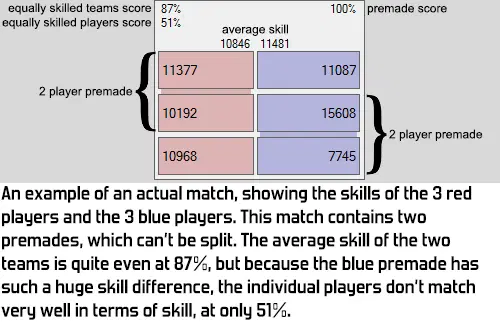 equally skilled teams score 87% 100% premade score
equally skilled players score 51%
average skill
10846 11481
11377 11087
2 player premade
10192 15608
2 player premade
10968 7745
An example of an actual match, showing the skills of the 3 red
players and the 3 blue players. This match contains two
premades, which can't be split. The average skill of the two
teams is quite even at 87%, but because the blue premade has
such a huge skill difference, the individual players don't match
very well in terms of skill, at only 51%.